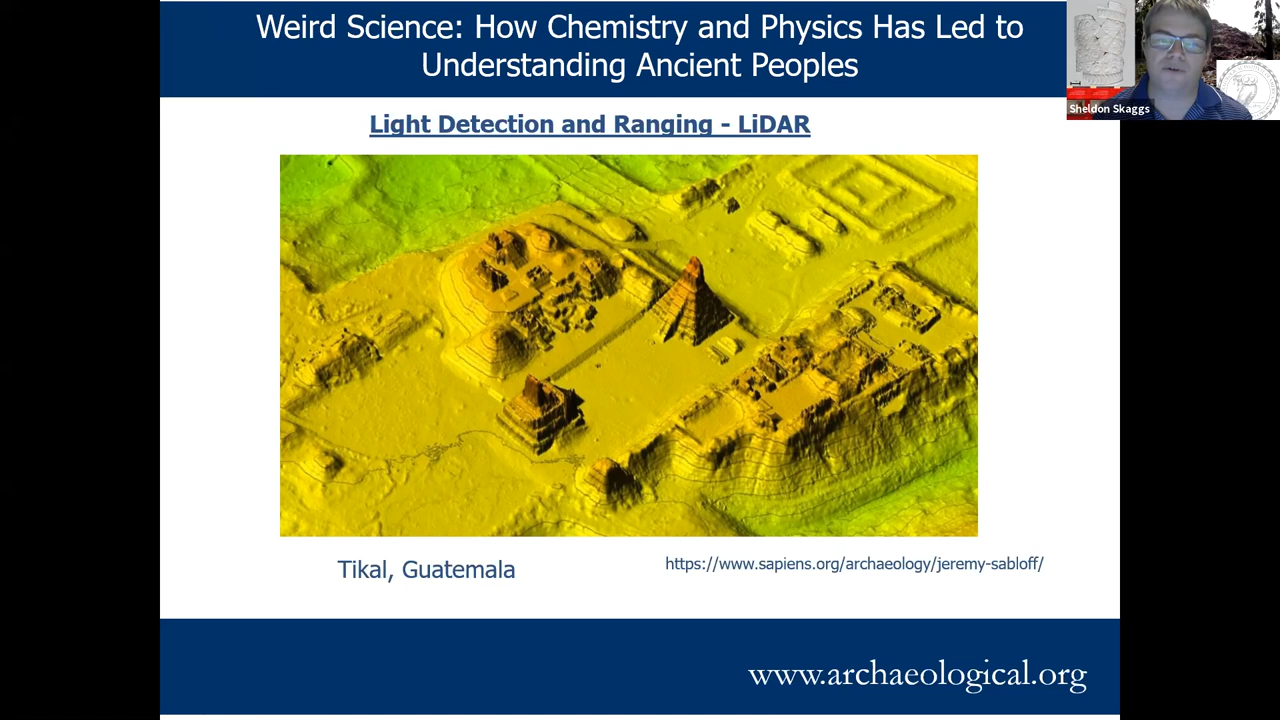 Weird Science: How Chemistry and Physics Has Led to
Understanding Ancient Peoples
Sheldon Skaggs
Light Detection and Ranging - LiDAR
Tikal, Guatemala
https://www.sapiens.org/archaeology/jeremy-sabloff/
www.archaeological.org